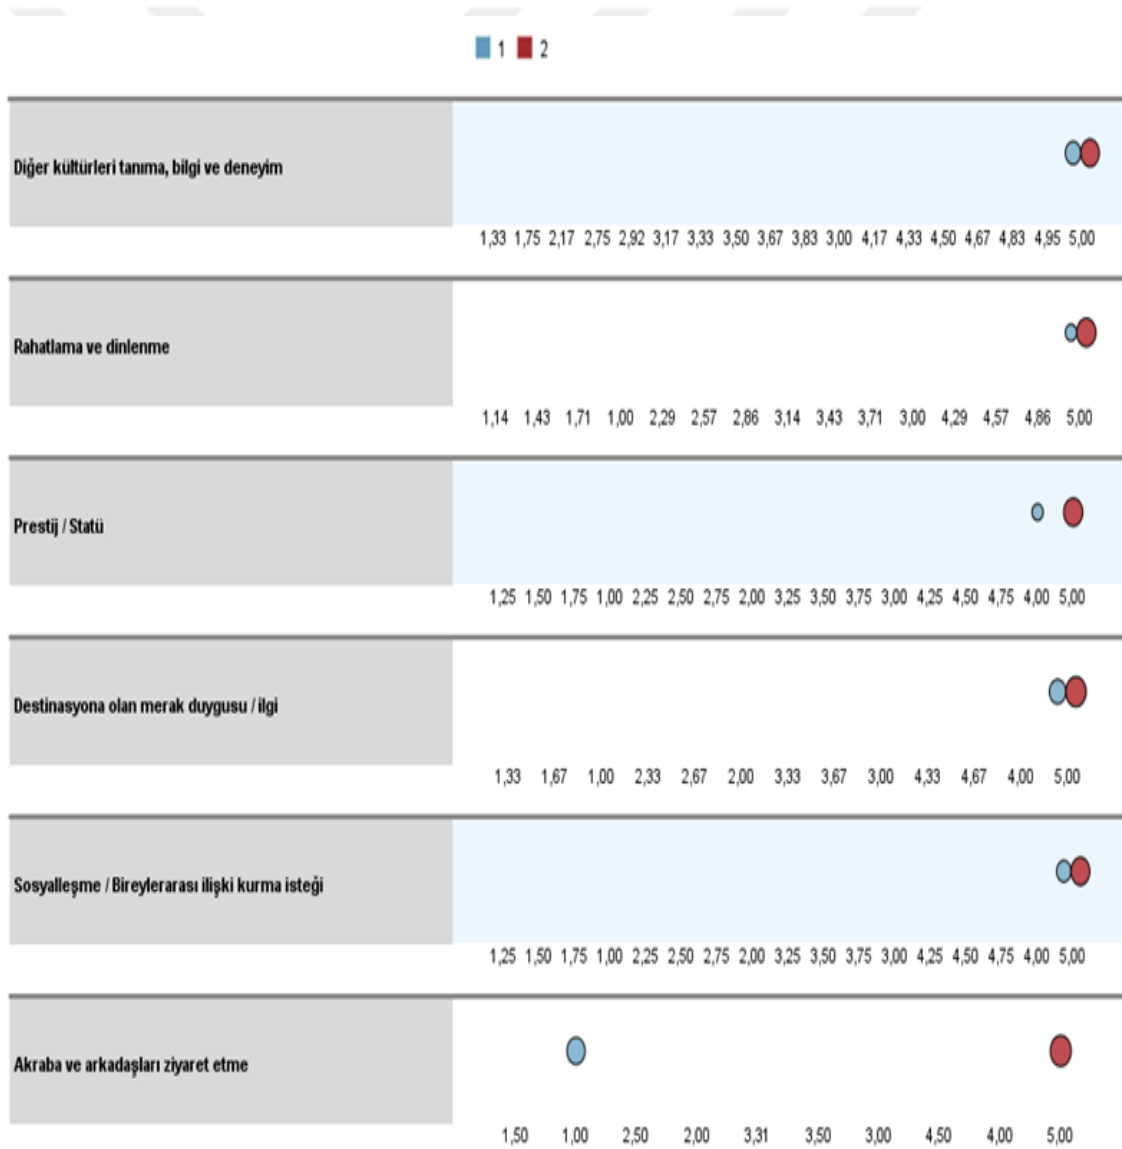 1 2
Diğer kültürleri tanıma, bilgi ve deneyim
1,33 1,75 2,17 2,75 2,92 3,17 3,33 3,50 3,67 3,83 3,00 4,17 4,33 4,50 4,67 4,83 4,95 5,00
Rahatlama ve dinlenme
1,14 1,43 1,71 1,00 2,29 2,57 2,86 3,14 3,43 3,71 3,00 4,29 4,57 4,86 5,00
Prestij / Statü
1,25 1,50 1,75 1,00 2,25 2,50 2,75 2,00 3,25 3,50 3,75 3,00 4,25 4,50 4,75 4,00 5,00
Destinasyona olan merak duygusu / ilgi
1,33 1,67 1,00 2,33 2,67 2,00 3,33 3,67 3,00 4,33 4,67 4,00 5,00
Sosyalleşme / Bireylerarası ilişki kurma isteği
1,25 1,50 1,75 1,00 2,25 2,50 2,75 2,00 3,25 3,50 3,75 3,00 4,25 4,50 4,75 4,00 5,00
Akraba ve arkadaşları ziyaret etme
1,50 1,00 2,50 2,00 3,31 3,50 3,00 4,50 4,00 5,00